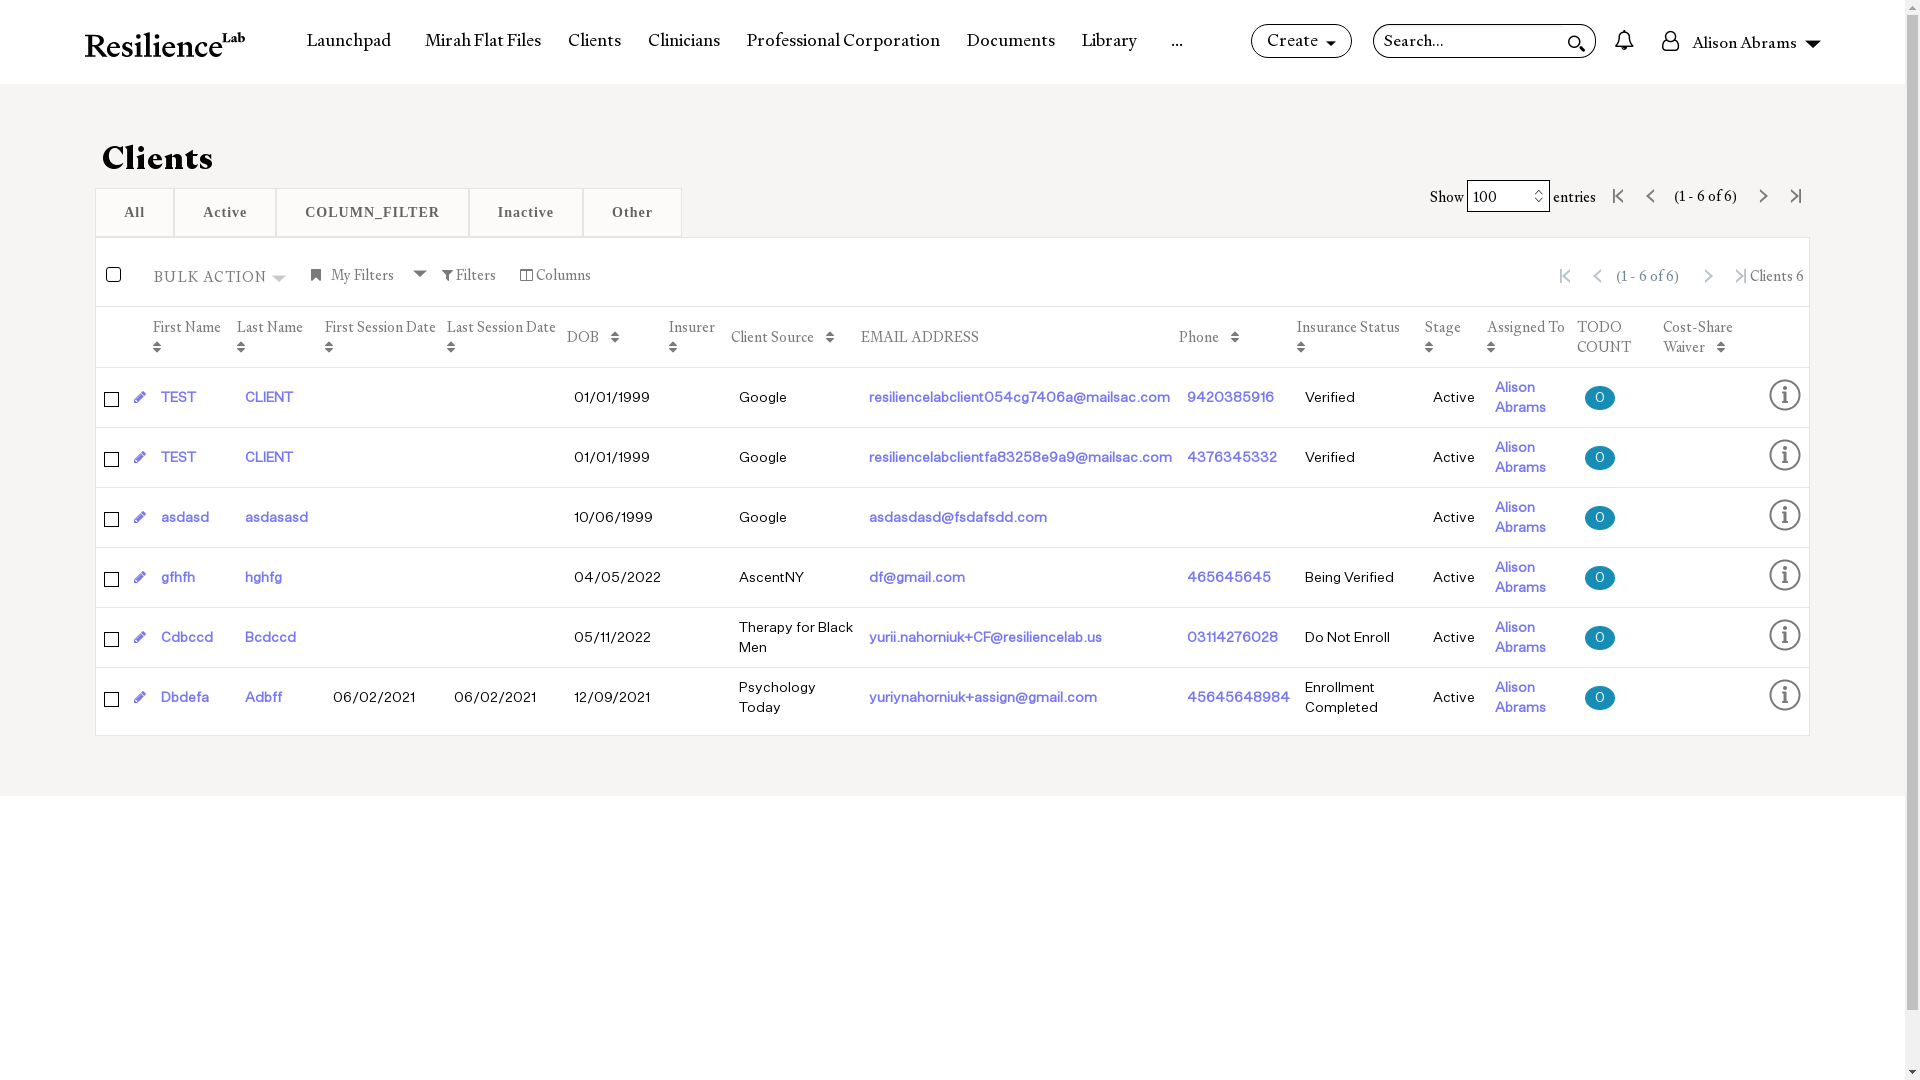 ResilienceLab Launchpad Mirah Flat Files Clients Clinicians Professional Corporation Documents Library ... Create Search... Alison Abrams
Clients
All Active COLUMN_FILTER Inactive Other
Show 100 entries (1 - 6 of 6)
BULK ACTION My Filters Filters Columns (1 - 6 of 6) Clients 6
First Name Last Name First Session Date Last Session Date DOB Insurer Client Source EMAIL ADDRESS Phone Insurance Status Stage Assigned To TODO COUNT Cost-Share Waiver
TEST CLIENT 01/01/1999 Google resiliencelabclient054cg7406a@mailsac.com 9420385916 Verified Active Alison Abrams 0
TEST CLIENT 01/01/1999 Google resiliencelabclientfa83258e9a9@mailsac.com 4376345332 Verified Active Alison Abrams 0
asdasd asdasasd 10/06/1999 Google asdasdasd@fsdafsdd.com Active Alison Abrams 0
gfhfh hghfg 04/05/2022 AscentNY df@gmail.com 465645645 Being Verified Active Alison Abrams 0
Cdbccd Bcdccd 05/11/2022 Therapy for Black Men yurii.nahorniuk+CF@resiliencelab.us 03114276028 Do Not Enroll Active Alison Abrams 0
Dbdefa Adbff 06/02/2021 06/02/2021 12/09/2021 Psychology Today yuriynahorniuk+assign@gmail.com 45645648984 Enrollment Completed Active Alison Abrams 0